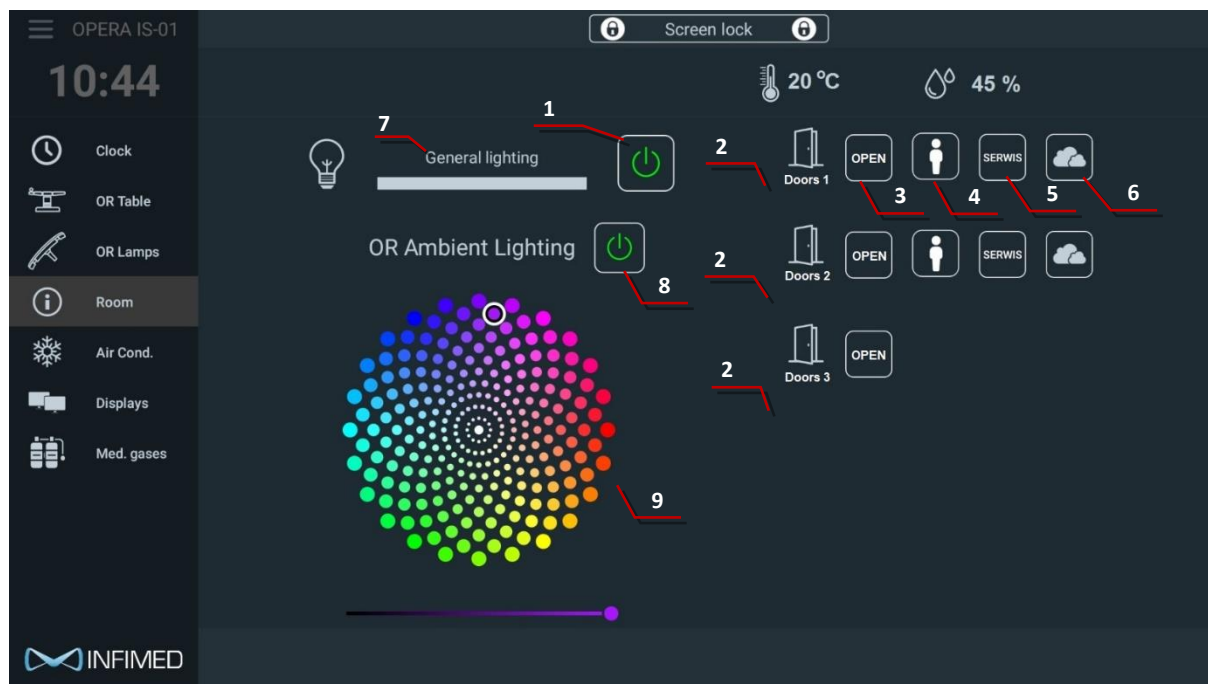 OPERA IS-01
Screen lock
10:44
20 °C
45 %
1
7
General lighting
2
Doors 1
OPEN
SERWIS
3
4
5
6
Clock
OR Table
OR Lamps
Room
Air Cond.
Displays
Med. gases
OR Ambient Lighting
8
2
Doors 2
OPEN
SERWIS
2
Doors 3
OPEN
9
INFIMED